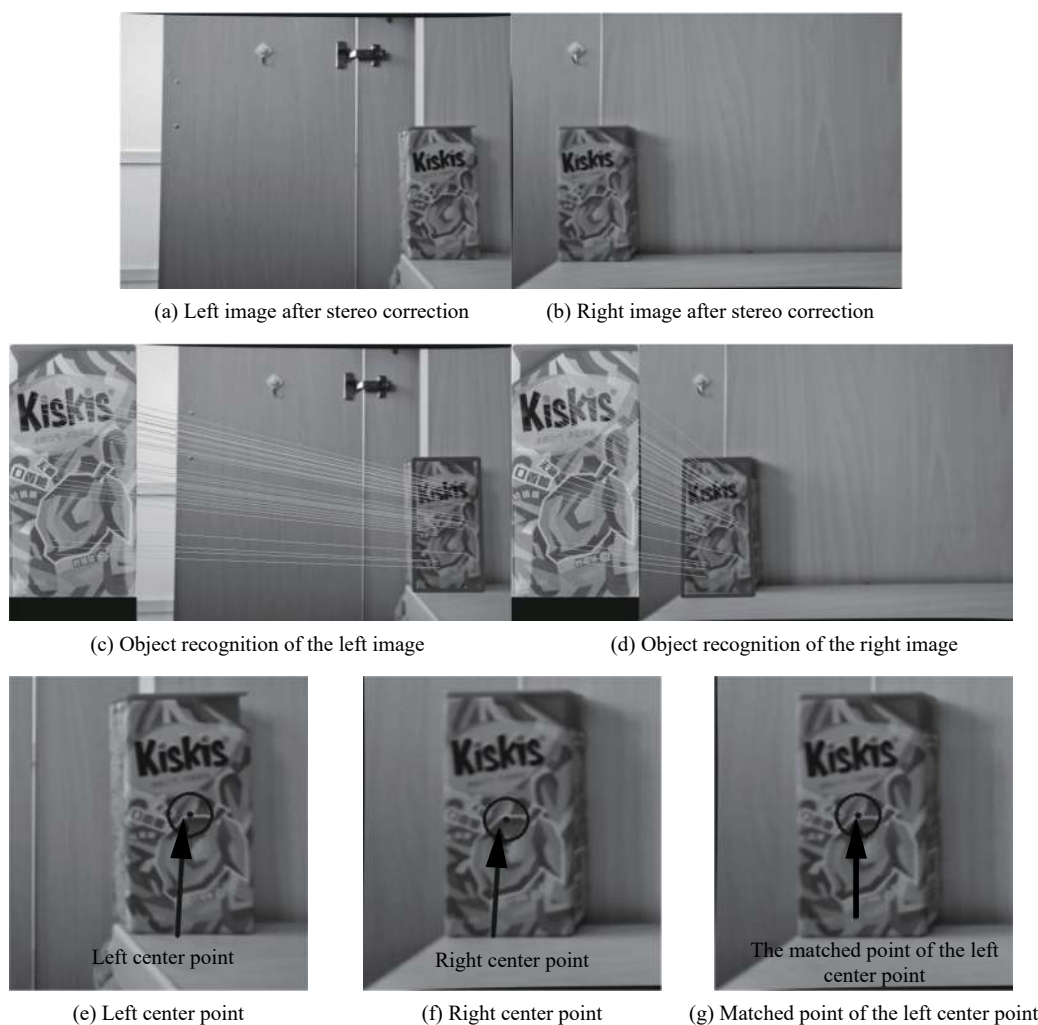 Kiskis
Kiskis
(a) Left image after stereo correction
(b) Right image after stereo correction
Kiskis
Kiskis
Kiskis
Kiskis
(c) Object recognition of the left image
(d) Object recognition of the right image
Kiskis
Kiskis
Kiskis
Left center point
Right center point
The matched point of the left
center point
(e) Left center point
(f) Right center point
(g) Matched point of the left center point